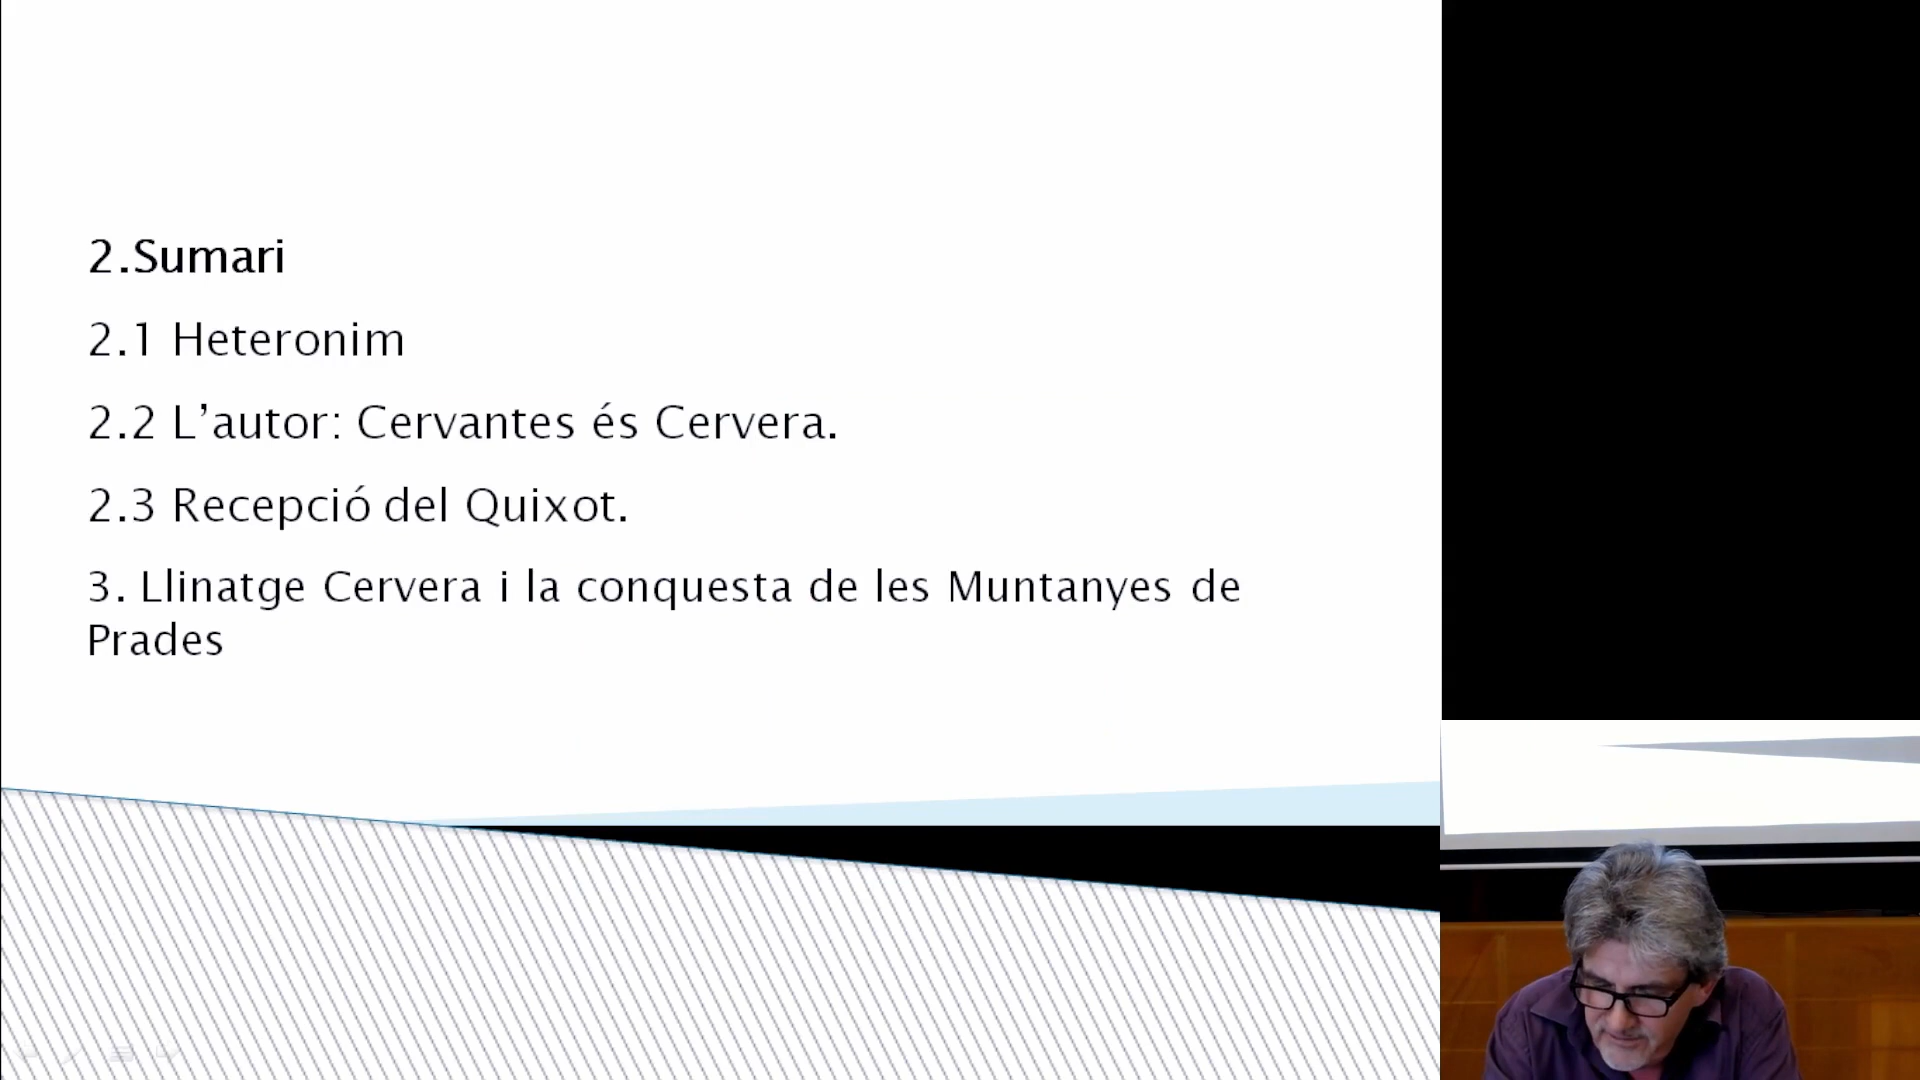 2.Sumari
2.1 Heteronim
2.2 L’autor: Cervantes és Cervera.
2.3 Recepció del Quixot.
3. Llinatge Cervera i la conquesta de les Muntanyes de
Prades